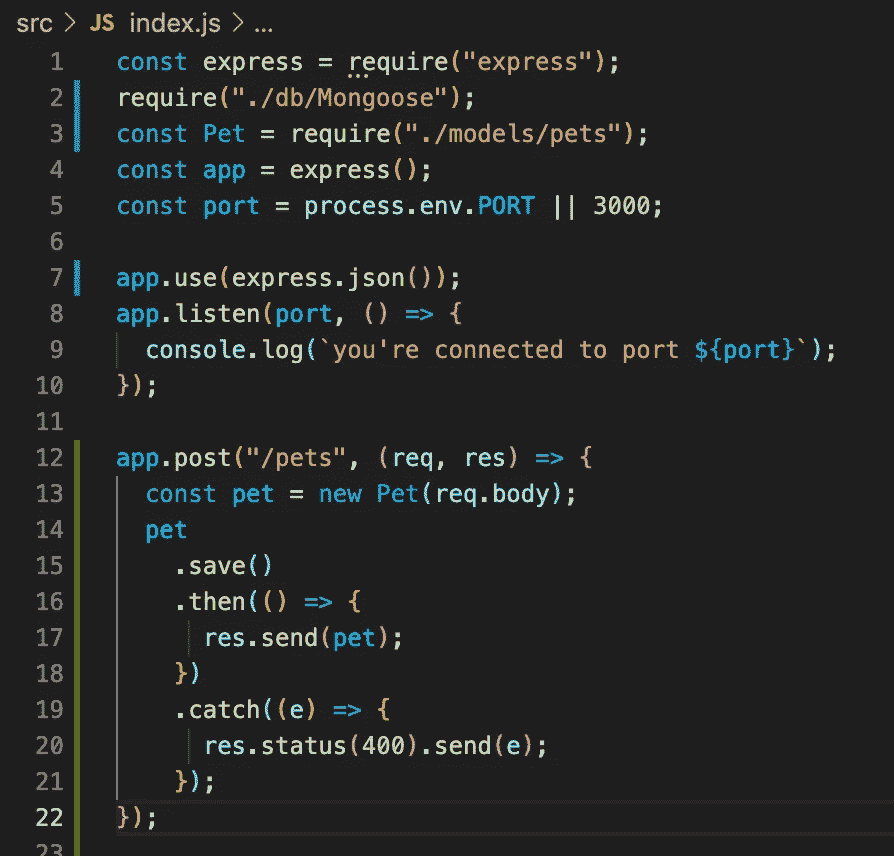 src > JS index.js > ...
1 const express = require("express");
2 require("./db/Mongoose");
3 const Pet = require("./models/pets");
4 const app = express();
5 const port = process.env.PORT || 3000;
6
7 app.use(express.json());
8 app.listen(port, () => {
9   console.log(`you're connected to port ${port}`);
10 });
11
12 app.post("/pets", (req, res) => {
13   const pet = new Pet(req.body);
14   pet
15     .save()
16     .then(() => {
17       res.send(pet);
18     })
19     .catch((e) => {
20       res.status(400).send(e);
21     });
22 });
23